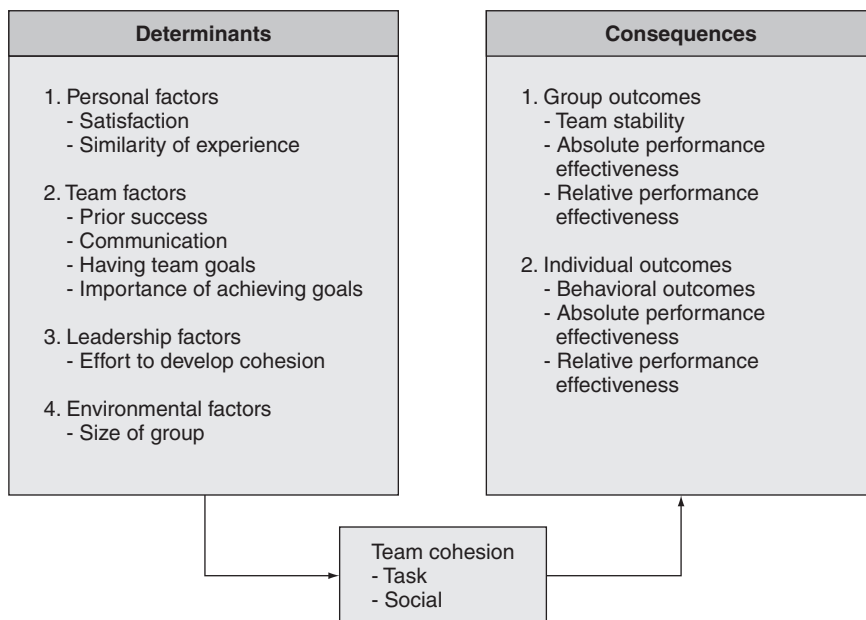 Determinants
1. Personal factors
- Satisfaction
- Similarity of experience
2. Team factors
- Prior success
- Communication
- Having team goals
- Importance of achieving goals
3. Leadership factors
- Effort to develop cohesion
4. Environmental factors
- Size of group
Consequences
1. Group outcomes
- Team stability
- Absolute performance
effectiveness
- Relative performance
effectiveness
2. Individual outcomes
- Behavioral outcomes
- Absolute performance
effectiveness
- Relative performance
effectiveness
Team cohesion
- Task
- Social